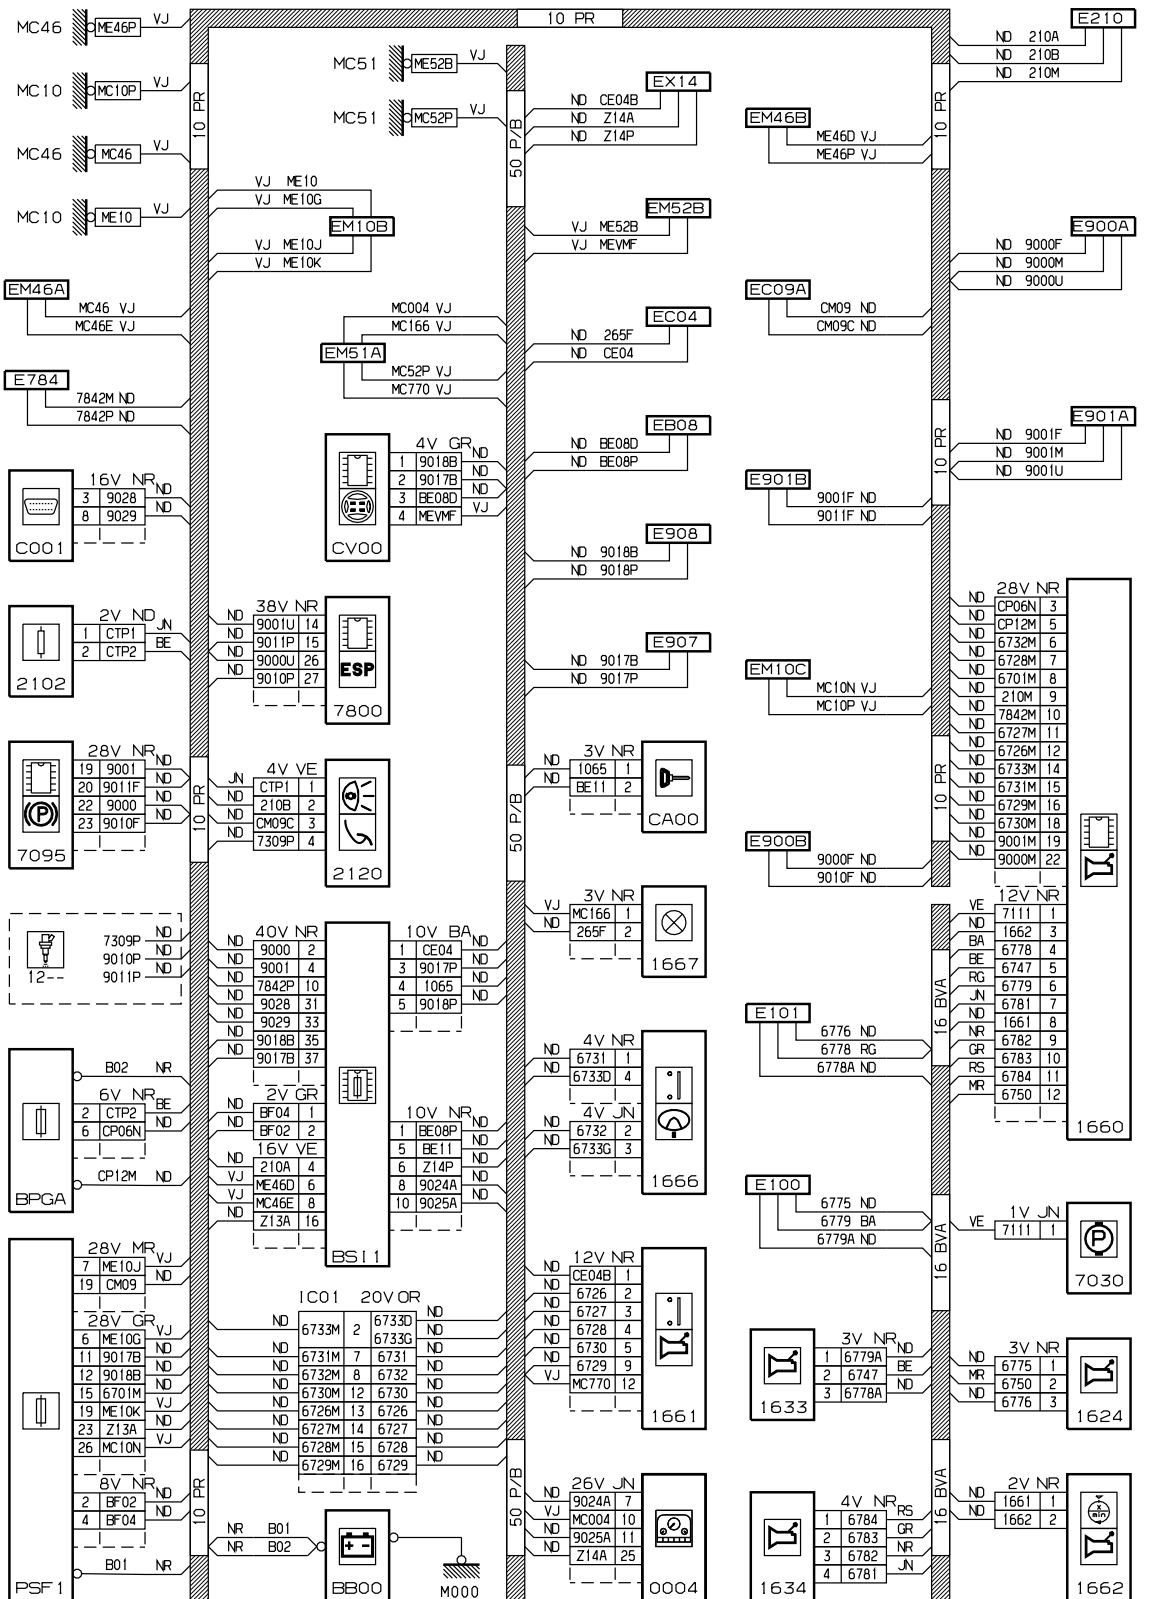 10 PR
MC46 ME46P VJ
MC10 MC10P VJ
MC46 MC46 VJ
MC10 ME10 VJ
10 PR
VJ ME10
VJ ME10G
EM10B
VJ ME10J
VJ ME10K
EM46A
MC46 VJ
MC46E VJ
E784
7842M ND
7842P ND
16V NR
3 9028 ND
8 9029 ND
C001
2V ND
1 CTP1 JN
2 CTP2 BE
2102
28V NR
19 9001 ND
20 9011F ND
22 9000 ND
23 9010F ND
7095
10 PR
7309P ND
9010P ND
9011P ND
12--
B02 NR
6V NR
2 CTP2 BE
6 CP06N ND
CP12M ND
BPGA
28V MR
7 ME10J VJ
19 CM09 ND
28V GR
6 ME10G VJ
11 9017B ND
12 9018B ND
15 6701M ND
19 ME10K VJ
23 Z13A ND
26 MC10N VJ
8V NR
2 BF02 ND
4 BF04 ND
B01 NR
PSF1
10 PR
MC51 ME52B VJ
MC51 MC52P VJ
50 P/B
MC004 VJ
MC166 VJ
EM51A
MC52P VJ
MC770 VJ
4V GR
1 9018B ND
2 9017B ND
3 BE08D ND
4 MEVMF VJ
CV00
38V NR
ND 9001U 14
ND 9011P 15
ND 9000U 26
ND 9010P 27
ESP
7800
4V VE
JN CTP1 1
ND 210B 2
ND CM09C 3
ND 7309P 4
2120
40V NR
ND 9000 2
ND 9001 4
ND 7842P 10
ND 9028 31
ND 9029 33
ND 9018B 35
ND 9017B 37
2V GR
ND BF04 1
ND BF02 2
16V VE
ND 210A 4
VJ ME46D 6
VJ MC46E 8
ND Z13A 16
10V BA
1 CE04 ND
3 9017P ND
4 1065 ND
5 9018P ND
10V NR
1 BE08P ND
5 BE11 ND
6 Z14P ND
8 9024A ND
10 9025A ND
BSI1
IC01 20V OR
ND 6733M 2 6733D ND
6733G ND
ND 6731M 7 6731 ND
ND 6732M 8 6732 ND
ND 6730M 12 6730 ND
ND 6726M 13 6726 ND
ND 6727M 14 6727 ND
ND 6728M 15 6728 ND
ND 6729M 16 6729 ND
NR B01
NR B02
BB00
M000
EX14
ND CE04B
ND Z14A
ND Z14P
EM52B
VJ ME52B
VJ MEVMF
EC04
ND 265F
ND CE04
EB08
ND BE08D
ND BE08P
E908
ND 9018B
ND 9018P
E907
ND 9017B
ND 9017P
50 P/B
3V NR
ND 1065 1
ND BE11 2
CA00
3V NR
VJ MC166 1
ND 265F 2
1667
4V NR
ND 6731 1
ND 6733D 4
4V JN
ND 6732 2
ND 6733G 3
1666
12V NR
ND CE04B 1
ND 6726 2
ND 6727 3
ND 6728 4
ND 6730 5
ND 6729 9
VJ MC770 12
1661
50 P/B
26V JN
ND 9024A 7
VJ MC004 10
ND 9025A 11
ND Z14A 25
0004
EM46B
ME46D VJ
ME46P VJ
10 PR
EC09A
CM09 ND
CM09C ND
10 PR
E901B
9001F ND
9011F ND
EM10C
MC10N VJ
MC10P VJ
10 PR
E900B
9000F ND
9010F ND
16 BVA
E101
6776 ND
6778 RG
6778A ND
E100
6775 ND
6779 BA
6779A ND
16 BVA
3V NR
1 6779A ND
2 6747 BE
3 6778A ND
1633
4V NR
1 6784 RS
2 6783 GR
3 6782 NR
4 6781 JN
1634
16 BVA
E210
ND 210A
ND 210B
ND 210M
E900A
ND 9000F
ND 9000M
ND 9000U
E901A
ND 9001F
ND 9001M
ND 9001U
28V NR
ND CP06N 3
ND CP12M 5
ND 6732M 6
ND 6728M 7
ND 6701M 8
ND 210M 9
ND 7842M 10
ND 6727M 11
ND 6726M 12
ND 6733M 14
ND 6731M 15
ND 6729M 16
ND 6730M 18
ND 9001M 19
ND 9000M 22
12V NR
VE 7111 1
ND 1662 3
BA 6778 4
BE 6747 5
RG 6779 6
JN 6781 7
ND 1661 8
NR 6782 9
GR 6783 10
RS 6784 11
MR 6750 12
1660
1V JN
VE 7111 1
P
7030
3V NR
ND 6775 1
MR 6750 2
ND 6776 3
1624
2V NR
ND 1661 1
ND 1662 2
x
min
1662